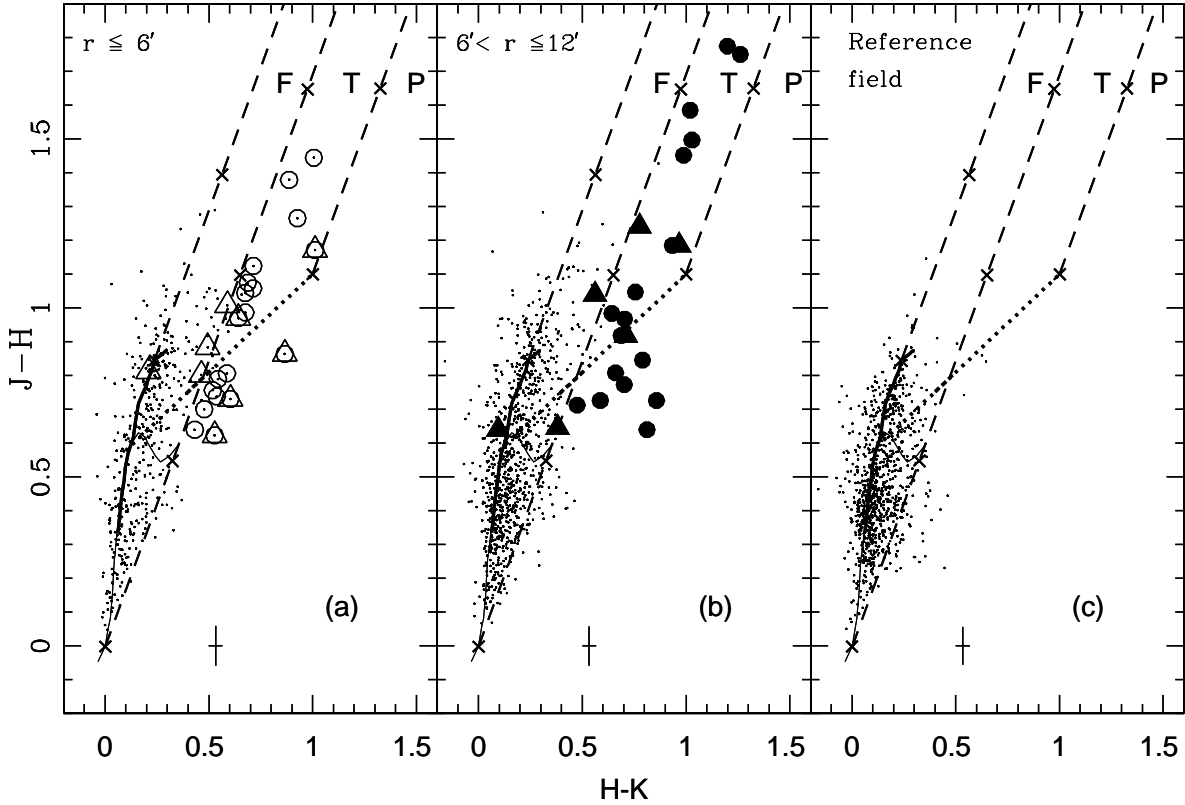 r ≦ 6′
6′< r ≦12′
Reference
field
F T P
F T P
F T P
J-H
1.5
1
0.5
0
(a)
(b)
(c)
0 0.5 1 1.5
0 0.5 1 1.5
0 0.5 1 1.5
H-K